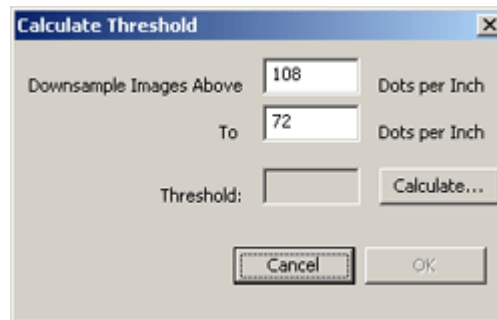 Calculate Threshold
Downsample Images Above 108 Dots per Inch
To 72 Dots per Inch
Threshold: Calculate...
Cancel OK